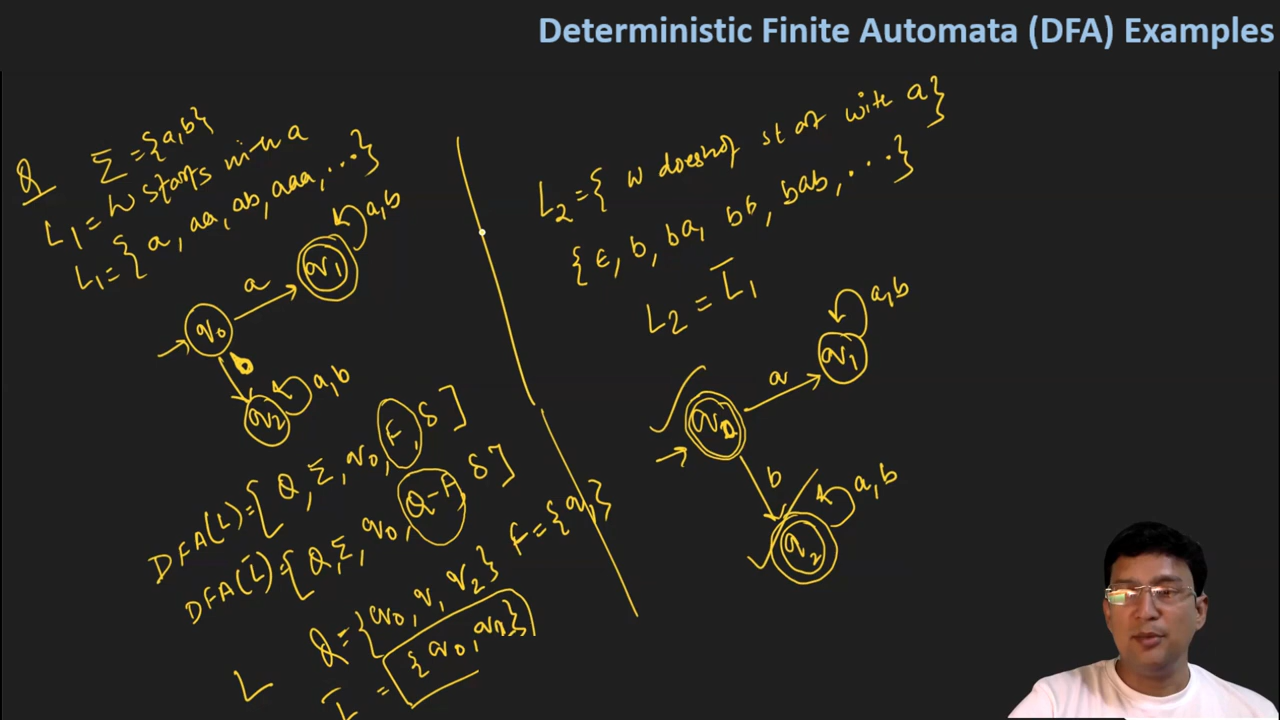 Deterministic Finite Automata (DFA) Examples
Q Σ = {a,b}
L1 = w starts with a
L1 = {a, aa, ab, aaa, ...}
a,b
q1
a
q0
b
a,b
q2
DFA(L) = [Q, Σ, q0, F, δ]
DFA(L̅) = [Q, Σ, q0, Q-F, δ]
Q = {q0, q1, q2} F = {q1}
L
L̅ = {q0, q2}
L2 = { w doesnot start with a}
{ε, b, ba, bb, bab, ...}
L2 = L̅1
a,b
q1
a
q0
b
a,b
q2